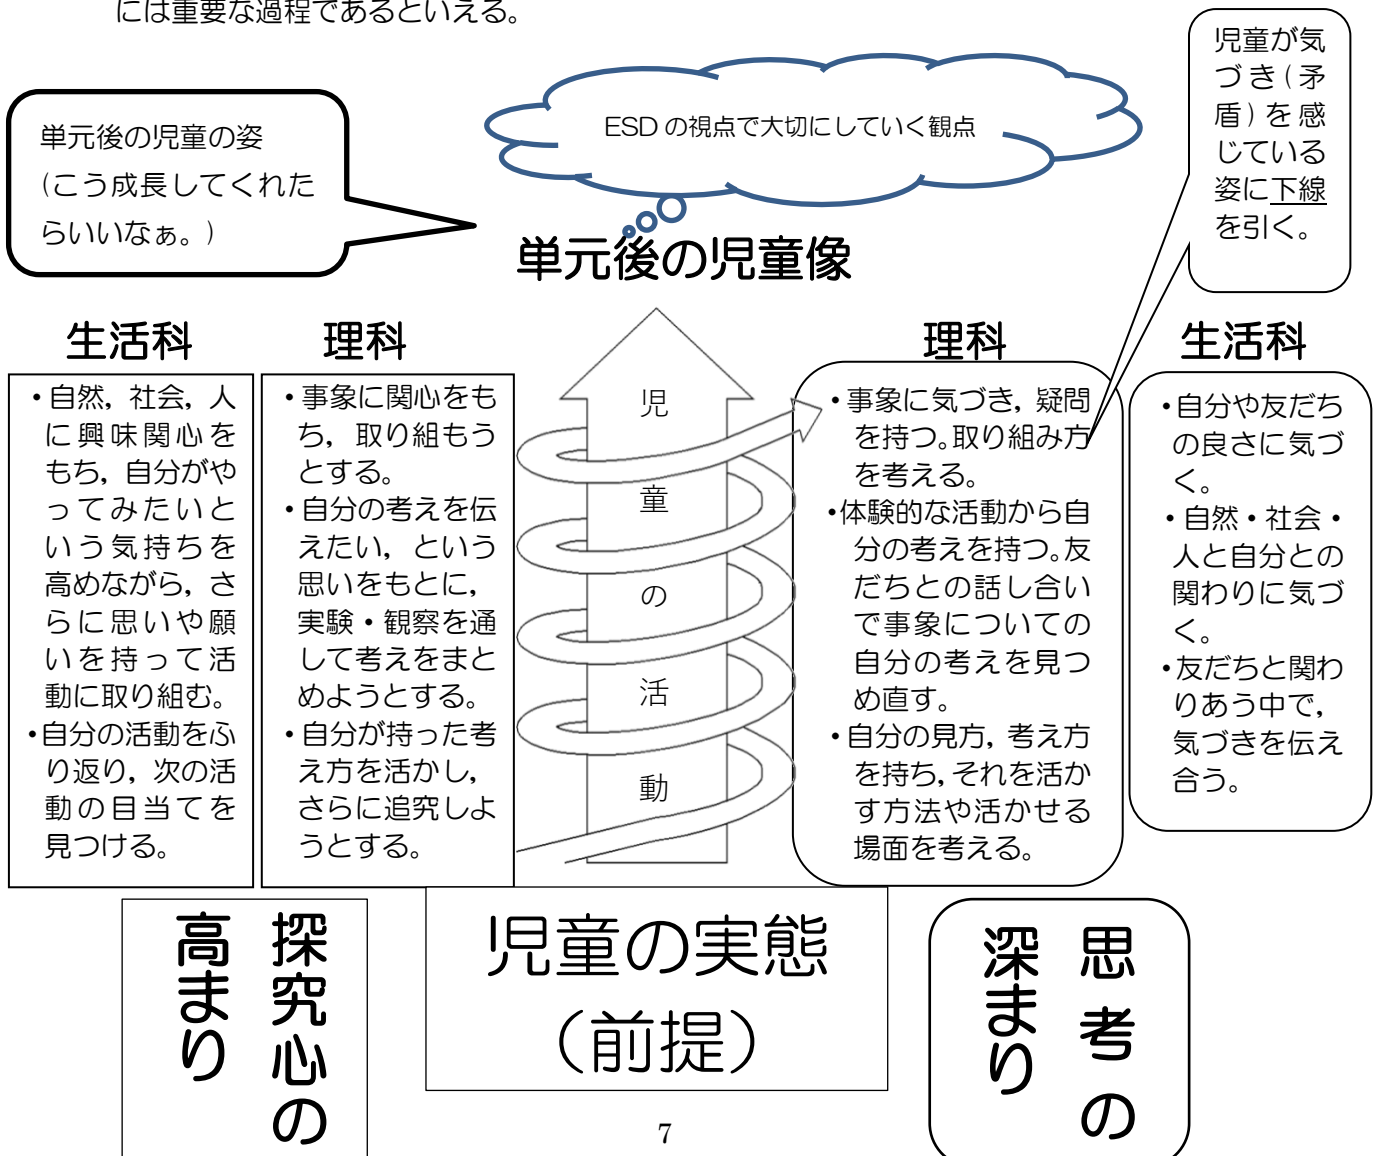 には重要な過程であるといえる。
単元後の児童の姿
(こう成長してくれた
らいいなぁ。)
ESDの視点で大切にしていく観点
児童が気
づき(矛
盾)を感
じている
姿に下線
を引く。
単元後の児童像
生活科
・自然，社会，人
に興味関心を
もち，自分がや
ってみたいと
いう気持ちを
高めながら，さ
らに思いや願
いを持って活
動に取り組む。
・自分の活動をふ
り返り，次の活
動の目当てを
見つける。
理科
・事象に関心をも
ち，取り組もう
とする。
・自分の考えを伝
えたい，という
思いをもとに，
実験・観察を通
して考えをまと
めようとする。
・自分が持った考
え方を活かし，
さらに追究しよ
うとする。
児
童
の
活
動
理科
・事象に気づき，疑問
を持つ。取り組み方
を考える。
・体験的な活動から自
分の考えを持つ。友
だちとの話し合い
で事象についての
自分の考えを見つ
め直す。
・自分の見方，考え方
を持ち，それを活か
す方法や活かせる
場面を考える。
生活科
・自分や友だち
の良さに気づ
く。
・自然・社会・
人と自分との
関わりに気づ
く。
・友だちと関わ
りあう中で，
気づきを伝え
合う。
探究心の
高まり
児童の実態
（前提）
思考の
深まり
7